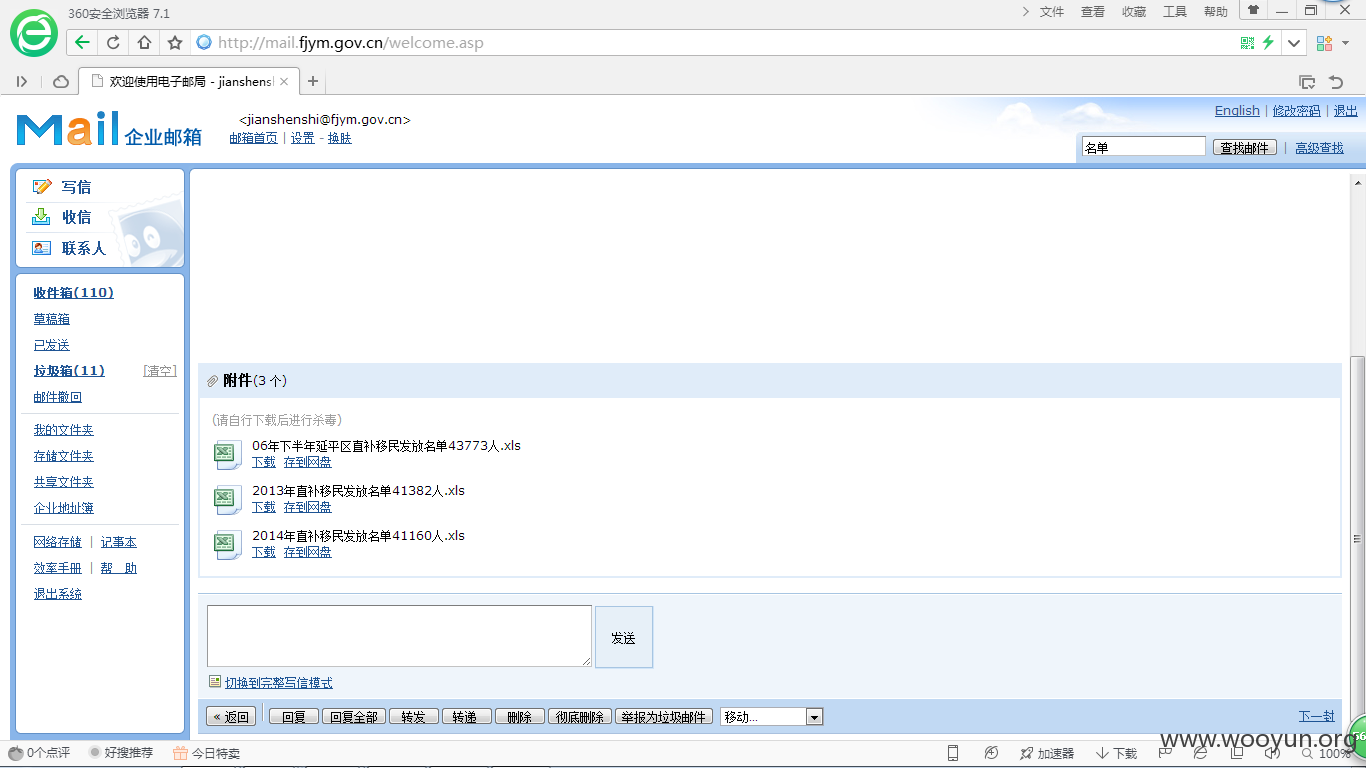 360安全浏览器 7.1
文件 查看 收藏 工具 帮助
http://mail.fjym.gov.cn/welcome.asp
欢迎使用电子邮局 - jianshensl
Mail 企业邮箱
<jianshenshi@fjym.gov.cn>
邮箱首页 | 设置 - 换肤
English | 修改密码 | 退出
名单 查找邮件 | 高级查找
写信
收信
联系人
收件箱(110)
草稿箱
已发送
垃圾箱(11) [清空]
邮件撤回
我的文件夹
存储文件夹
共享文件夹
企业地址簿
网络存储 | 记事本
效率手册 | 帮 助
退出系统
附件(3 个)
(请自行下载后进行杀毒)
06年下半年延平区直补移民发放名单43773人.xls
下载 存到网盘
2013年直补移民发放名单41382人.xls
下载 存到网盘
2014年直补移民发放名单41160人.xls
下载 存到网盘
发送
切换到完整写信模式
« 返回 回复 回复全部 转发 转递 删除 彻底删除 举报为垃圾邮件 移动... 下一封
www.wooyun.org
0个点评 好搜推荐 今日特卖 加速器 下载 100%